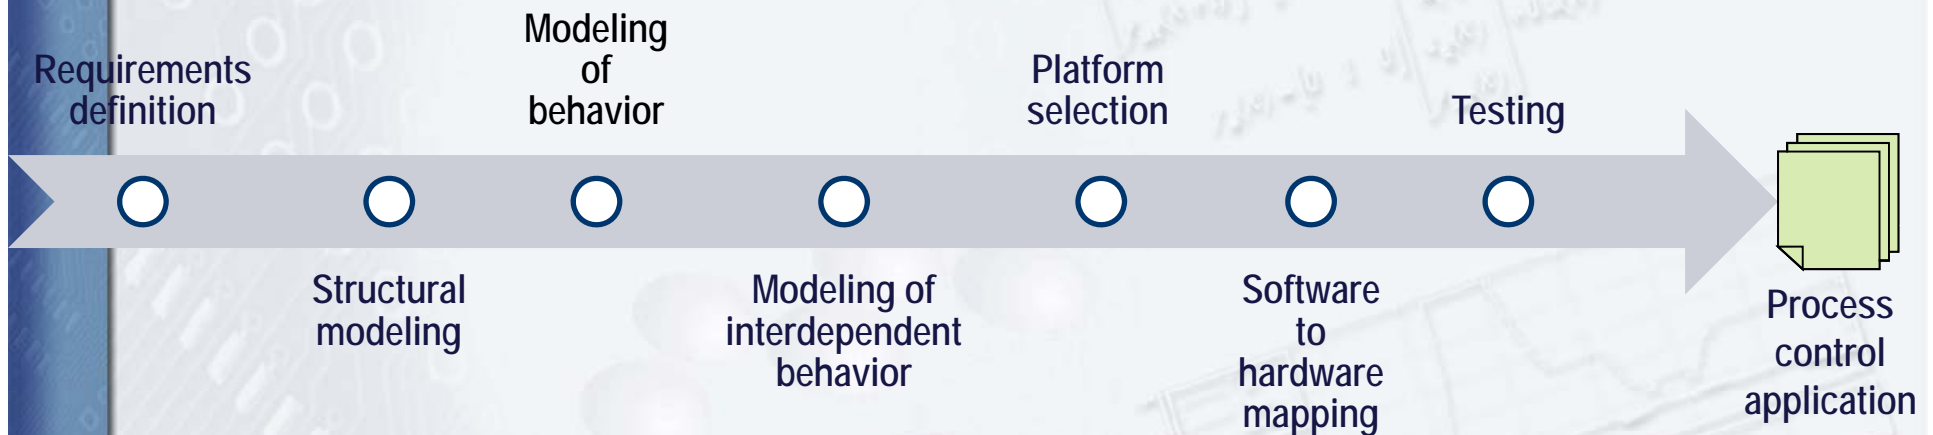 Requirements
definition
Structural
modeling
Modeling
of
behavior
Modeling of
interdependent
behavior
Platform
selection
Software
to
hardware
mapping
Testing
Process
control
application